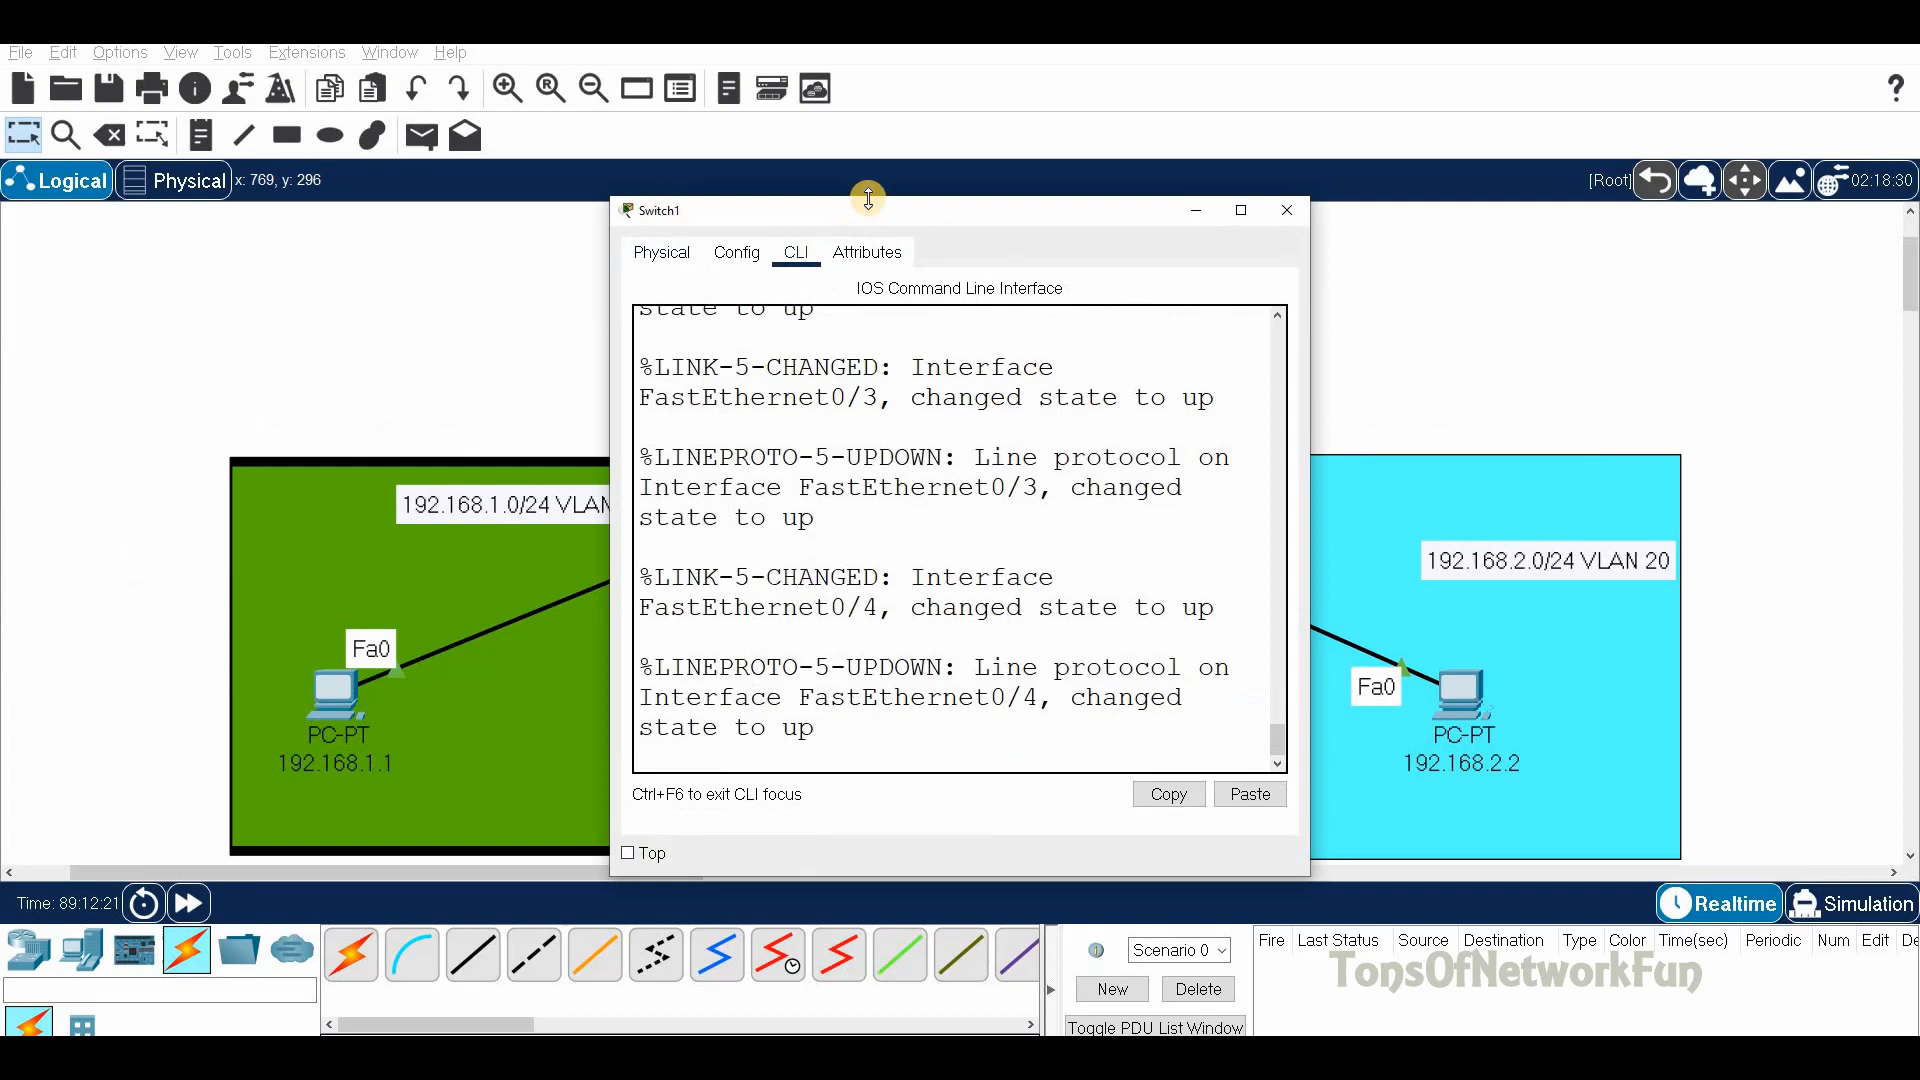 File Edit Options View Tools Extensions Window Help
Logical Physical x: 769, y: 296 [Root] 02:18:30
Switch1
Physical Config CLI Attributes
IOS Command Line Interface
state to up
%LINK-5-CHANGED: Interface
FastEthernet0/3, changed state to up
%LINEPROTO-5-UPDOWN: Line protocol on
Interface FastEthernet0/3, changed
state to up
%LINK-5-CHANGED: Interface
FastEthernet0/4, changed state to up
%LINEPROTO-5-UPDOWN: Line protocol on
Interface FastEthernet0/4, changed
state to up
Ctrl+F6 to exit CLI focus
Copy Paste
Top
192.168.1.0/24 VLAN
Fa0
PC-PT
192.168.1.1
192.168.2.0/24 VLAN 20
Fa0
PC-PT
192.168.2.2
Time: 89:12:21 Realtime Simulation
Scenario 0
New Delete
Toggle PDU List Window
Fire Last Status Source Destination Type Color Time(sec) Periodic Num Edit De
TonsOfNetworkFun